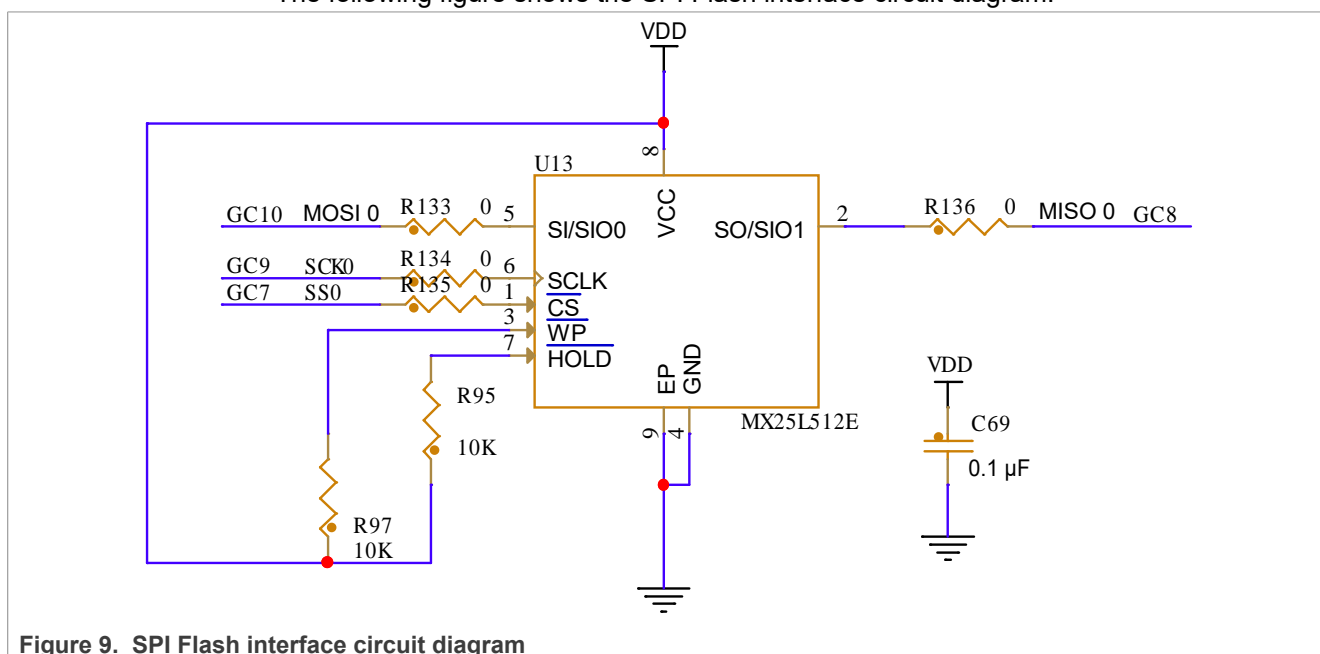 The following figure shows the SPI Flash interface circuit diagram.
VDD
8
U13
VCC
GC10 MOSI 0 R133 0 5 SI/SIO0
SO/SIO1 2 R136 0 MISO 0 GC8
GC9 SCK0 R134 0 6 SCLK
GC7 SS0 R135 0 1 CS
3 WP
7 HOLD
R95
10K
EP
GND
9
4
MX25L512E
VDD
C69
0.1 µF
R97
10K
Figure 9. SPI Flash interface circuit diagram